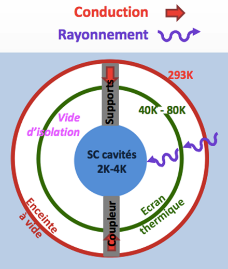 Conduction
Rayonnement
293K
Supports
40K - 80K
Vide
d'isolation
SC cavités
2K-4K
Enceinte
à vide
Coupleur
Ecran
thermique